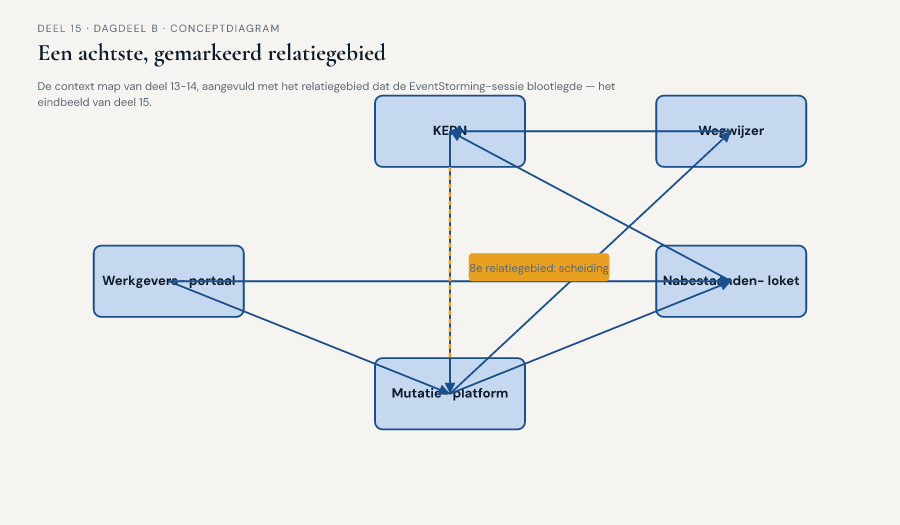 DEEL 15 · DAGDEEL B · CONCEPTDIAGRAM
Een achtste, gemarkeerd relatiegebied
De context map van deel 13–14, aangevuld met het relatiegebied dat de EventStorming-sessie blootlegde — het
eindbeeld van deel 15.
KERN
Wegwijzer
8e relatiegebied: scheiding
Werkgevers- portaal
Nabestaanden- loket
Mutatie- platform